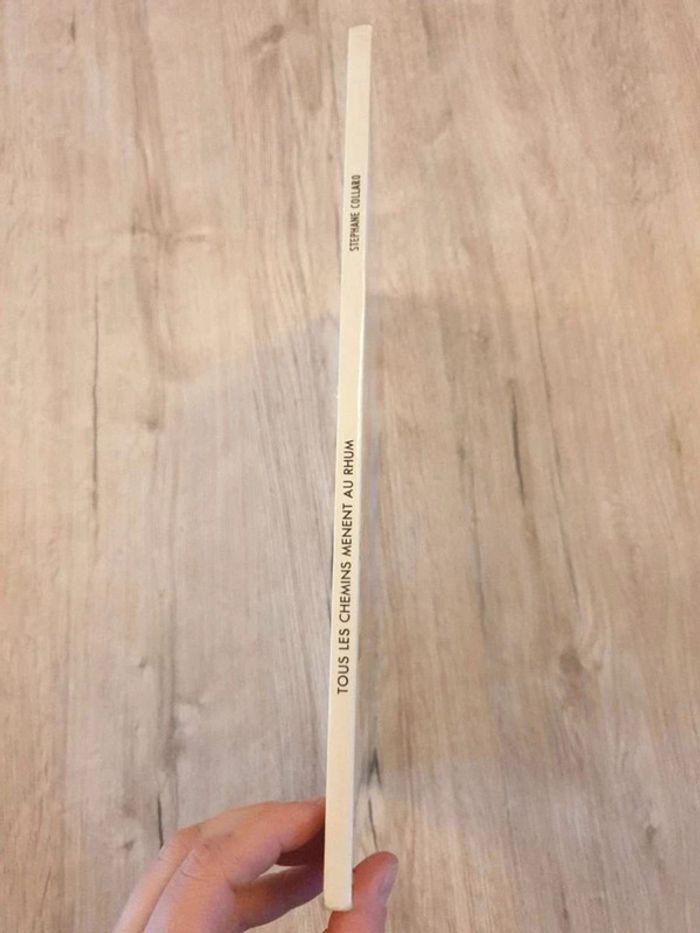 TOUS LES CHEMINS MENENT AU RHUM
STEPHANE COLLARO